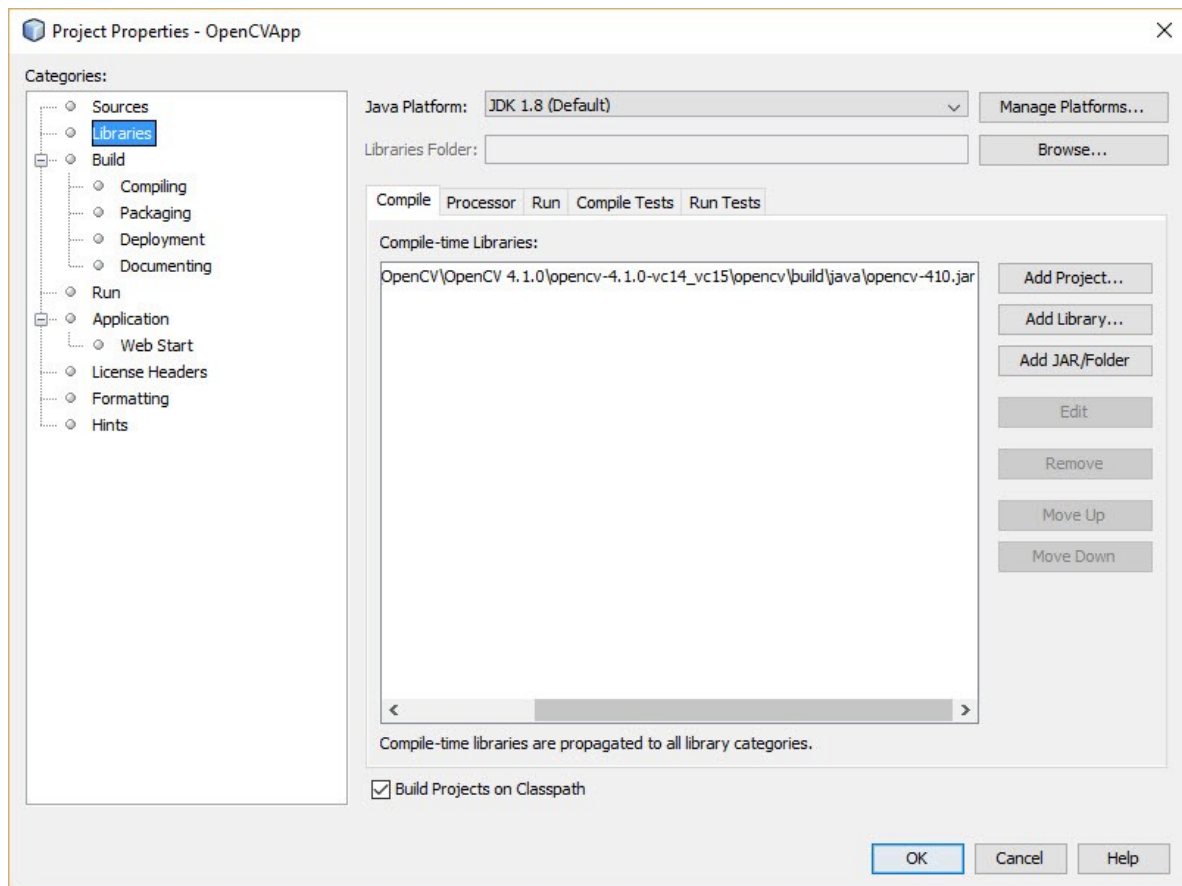 Project Properties - OpenCVApp
Categories:
Sources
Libraries
Build
Compiling
Packaging
Deployment
Documenting
Run
Application
Web Start
License Headers
Formatting
Hints
Java Platform: JDK 1.8 (Default) Manage Platforms...
Libraries Folder: Browse...
Compile Processor Run Compile Tests Run Tests
Compile-time Libraries:
OpenCV\OpenCV 4.1.0\opencv-4.1.0-vc14_vc15\opencv\build\java\opencv-410.jar
Add Project...
Add Library...
Add JAR/Folder
Edit
Remove
Move Up
Move Down
Compile-time libraries are propagated to all library categories.
Build Projects on Classpath
OK Cancel Help